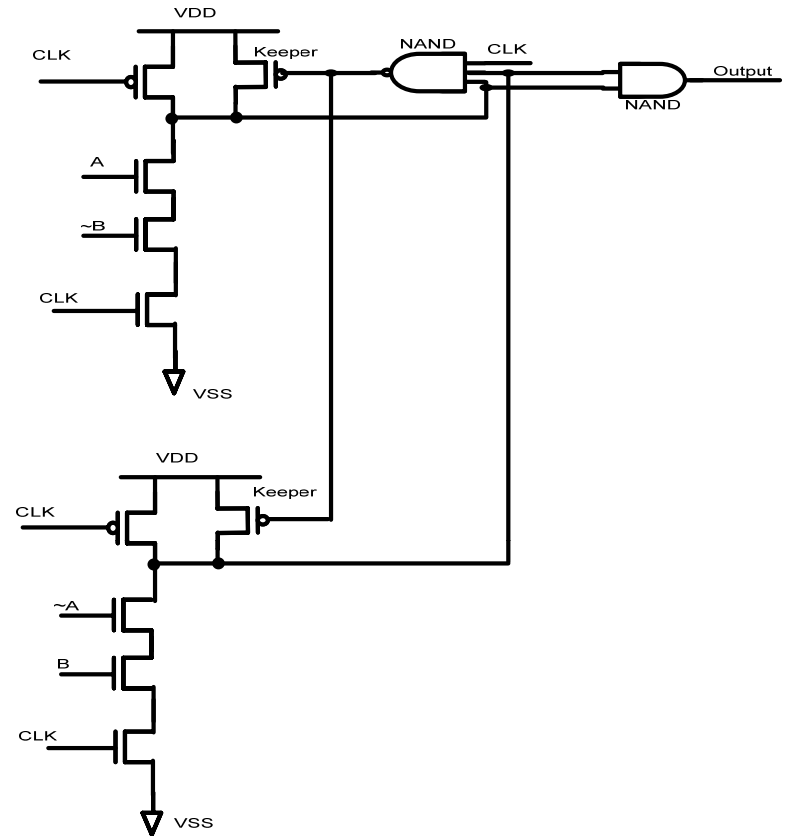 VDD
CLK
Keeper
NAND
CLK
Output
NAND
A
~B
CLK
VSS
VDD
Keeper
CLK
~A
B
CLK
VSS